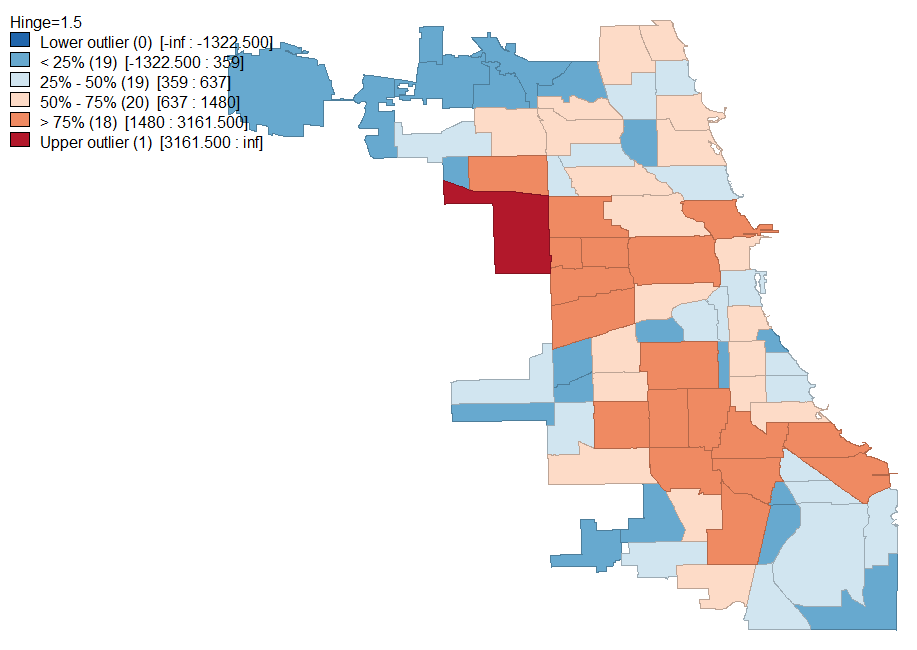 Hinge=1.5
Lower outlier (0) [-inf : -1322.500]
< 25% (19) [-1322.500 : 359]
25% - 50% (19) [359 : 637]
50% - 75% (20) [637 : 1480]
> 75% (18) [1480 : 3161.500]
Upper outlier (1) [3161.500 : inf]